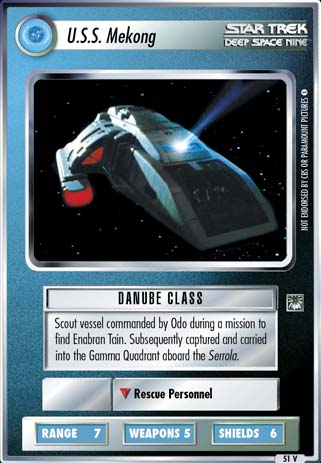 U.S.S. Mekong
STAR TREK
DEEP SPACE NINE
NOT ENDORSED BY CBS OR PARAMOUNT PICTURES
DANUBE CLASS
Scout vessel commanded by Odo during a mission to
find Enabran Tain. Subsequently captured and carried
into the Gamma Quadrant aboard the Serrola.
Rescue Personnel
RANGE 7 WEAPONS 5 SHIELDS 6
51 V